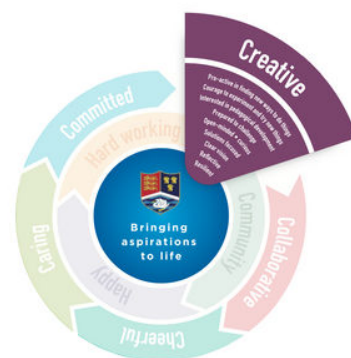 Creative
Pro-active in finding new ways to do things
Courage to experiment and try new things
Interested in pedagogical development
Prepared to challenge
Open-minded + curious
Solutions focused
Clear vision
Reflective
Resilient
Committed
Hard working
Bringing
aspirations
to life
Community
Collaborative
Caring
Happy
Cheerful